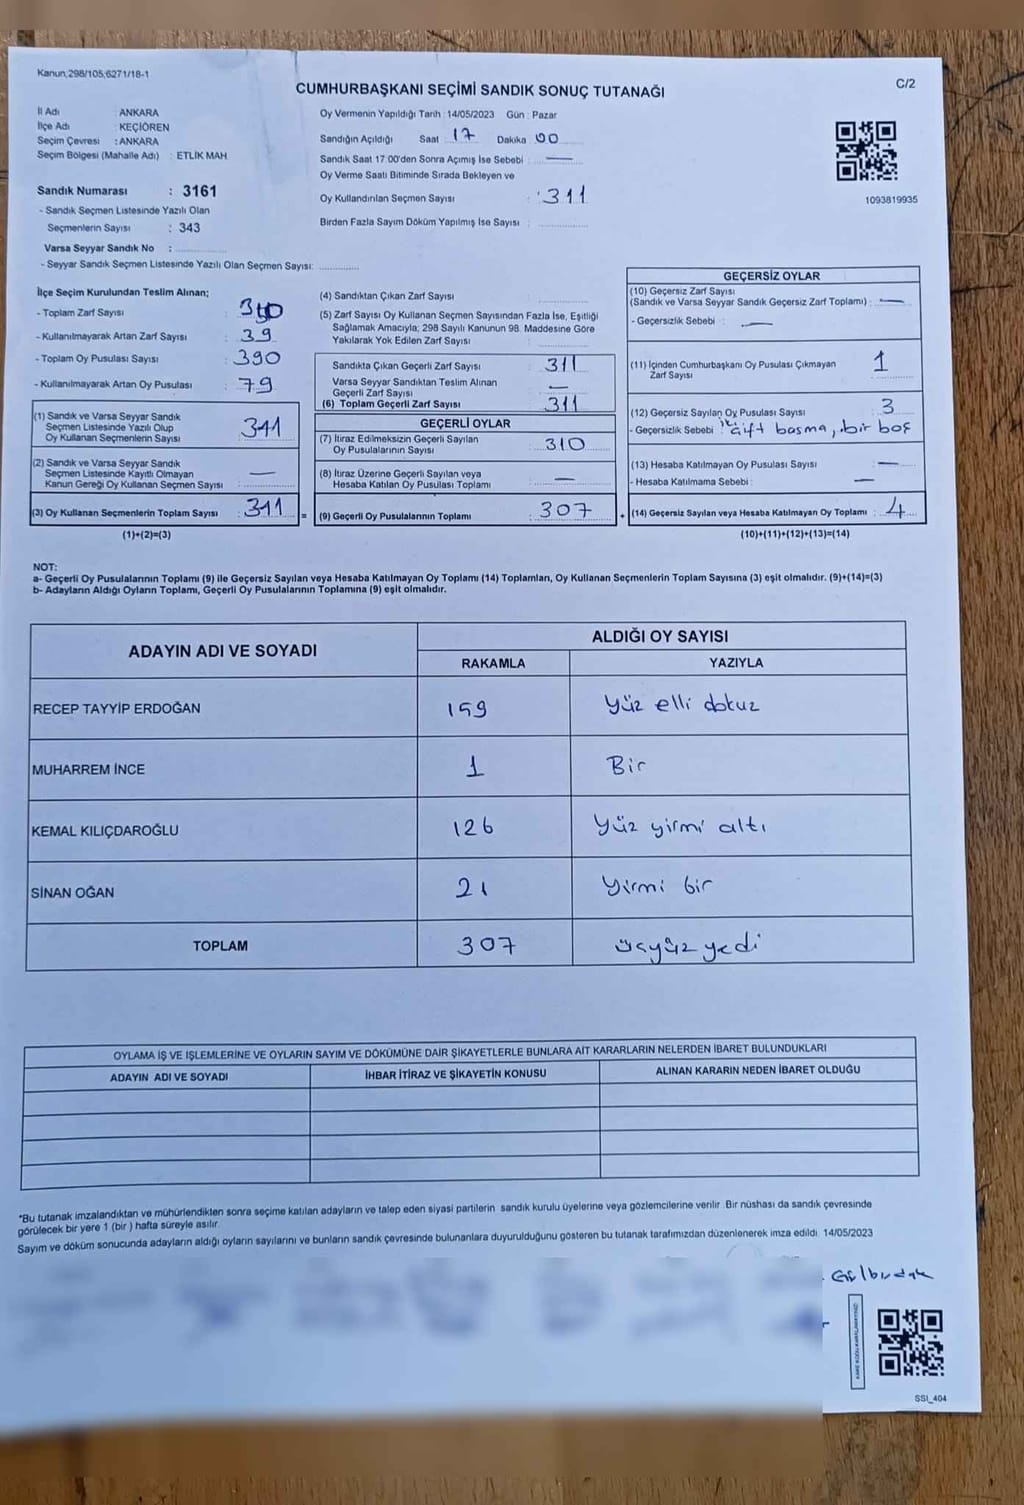 Kanun;298/105;6271/18-1
CUMHURBAŞKANI SEÇİMİ SANDIK SONUÇ TUTANAĞI
C/2
İl Adı : ANKARA
İlçe Adı : KEÇİÖREN
Seçim Çevresi : ANKARA
Seçim Bölgesi (Mahalle Adı) : ETLİK MAH
Sandık Numarası : 3161
- Sandık Seçmen Listesinde Yazılı Olan
Seçmenlerin Sayısı : 343
Varsa Seyyar Sandık No :
- Seyyar Sandık Seçmen Listesinde Yazılı Olan Seçmen Sayısı:
Oy Vermenin Yapıldığı Tarih : 14/05/2023 Gün : Pazar
Sandığın Açıldığı Saat : 17 Dakika : 00
Sandık Saat 17:00'den Sonra Açımış İse Sebebi : —
Oy Verme Saati Bitiminde Sırada Bekleyen ve
Oy Kullandırılan Seçmen Sayısı : 311
Birden Fazla Sayım Döküm Yapılmış İse Sayısı :
1093819935
İlçe Seçim Kurulundan Teslim Alınan;
- Toplam Zarf Sayısı :
- Kullanılmayarak Artan Zarf Sayısı : 39
- Toplam Oy Pusulası Sayısı : 390
- Kullanılmayarak Artan Oy Pusulası : 79
(1) Sandık ve Varsa Seyyar Sandık
Seçmen Listesinde Yazılı Olup
Oy Kullanan Seçmenlerin Sayısı : 311
(2) Sandık ve Varsa Seyyar Sandık
Seçmen Listesinde Kayıtlı Olmayan
Kanun Gereği Oy Kullanan Seçmen Sayısı : —
(3) Oy Kullanan Seçmenlerin Toplam Sayısı : 311
(1)+(2)=(3)
(4) Sandıktan Çıkan Zarf Sayısı :
(5) Zarf Sayısı Oy Kullanan Seçmen Sayısından Fazla İse, Eşitliği
Sağlamak Amacıyla; 298 Sayılı Kanunun 98. Maddesine Göre
Yakılarak Yok Edilen Zarf Sayısı :
Sandıkta Çıkan Geçerli Zarf Sayısı : 311
Varsa Seyyar Sandıktan Teslim Alınan
Geçerli Zarf Sayısı : —
(6) Toplam Geçerli Zarf Sayısı : 311
GEÇERLİ OYLAR
(7) İtiraz Edilmeksizin Geçerli Sayılan
Oy Pusulalarının Sayısı : 310
(8) İtiraz Üzerine Geçerli Sayılan veya
Hesaba Katılan Oy Pusulası Toplamı : —
= (9) Geçerli Oy Pusulalarının Toplamı : 307
GEÇERSİZ OYLAR
(10) Geçersiz Zarf Sayısı
(Sandık ve Varsa Seyyar Sandık Geçersiz Zarf Toplamı) : —
- Geçersizlik Sebebi : —
(11) İçinden Cumhurbaşkanı Oy Pusulası Çıkmayan
Zarf Sayısı : 1
(12) Geçersiz Sayılan Oy Pusulası Sayısı : 3
- Geçersizlik Sebebi : iki çift basma, bir boş
(13) Hesaba Katılmayan Oy Pusulası Sayısı : —
- Hesaba Katılmama Sebebi : —
+ (14) Geçersiz Sayılan veya Hesaba Katılmayan Oy Toplamı : 4
(10)+(11)+(12)+(13)=(14)
NOT:
a- Geçerli Oy Pusulalarının Toplamı (9) ile Geçersiz Sayılan veya Hesaba Katılmayan Oy Toplamı (14) Toplamları, Oy Kullanan Seçmenlerin Toplam Sayısına (3) eşit olmalıdır. (9)+(14)=(3)
b- Adayların Aldığı Oyların Toplamı, Geçerli Oy Pusulalarının Toplamına (9) eşit olmalıdır.
ADAYIN ADI VE SOYADI
ALDIĞI OY SAYISI
RAKAMLA YAZIYLA
RECEP TAYYİP ERDOĞAN 159 Yüz elli dokuz
MUHARREM İNCE 1 Bir
KEMAL KILIÇDAROĞLU 126 Yüz yirmi altı
SİNAN OĞAN 21 Yirmi bir
TOPLAM 307 üçyüz yedi
OYLAMA İŞ VE İŞLEMLERİNE VE OYLARIN SAYIM VE DÖKÜMÜNE DAİR ŞİKAYETLERLE BUNLARA AİT KARARLARIN NELERDEN İBARET BULUNDUKLARI
ADAYIN ADI VE SOYADI İHBAR İTİRAZ VE ŞİKAYETİN KONUSU ALINAN KARARIN NEDEN İBARET OLDUĞU
*Bu tutanak imzalandıktan ve mühürlendikten sonra seçime katılan adayların ve talep eden siyasi partilerin sandık kurulu üyelerine veya gözlemcilerine verilir. Bir nüshası da sandık çevresinde
görülecek bir yere 1 (bir) hafta süreyle asılır.
Sayım ve döküm sonucunda adayların aldığı oyların sayılarını ve bunların sandık çevresinde bulunanlara duyurulduğunu gösteren bu tutanak tarafımızdan düzenlenerek imza edildi. 14/05/2023
SSI_404